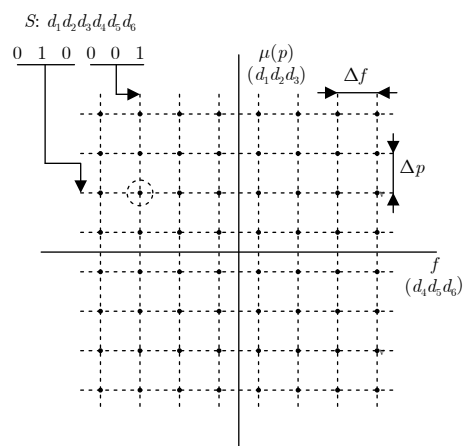 S: d₁d₂d₃d₄d₅d₆
0 1 0 0 0 1
μ(p)
(d₁d₂d₃)
Δf
Δp
f
(d₄d₅d₆)